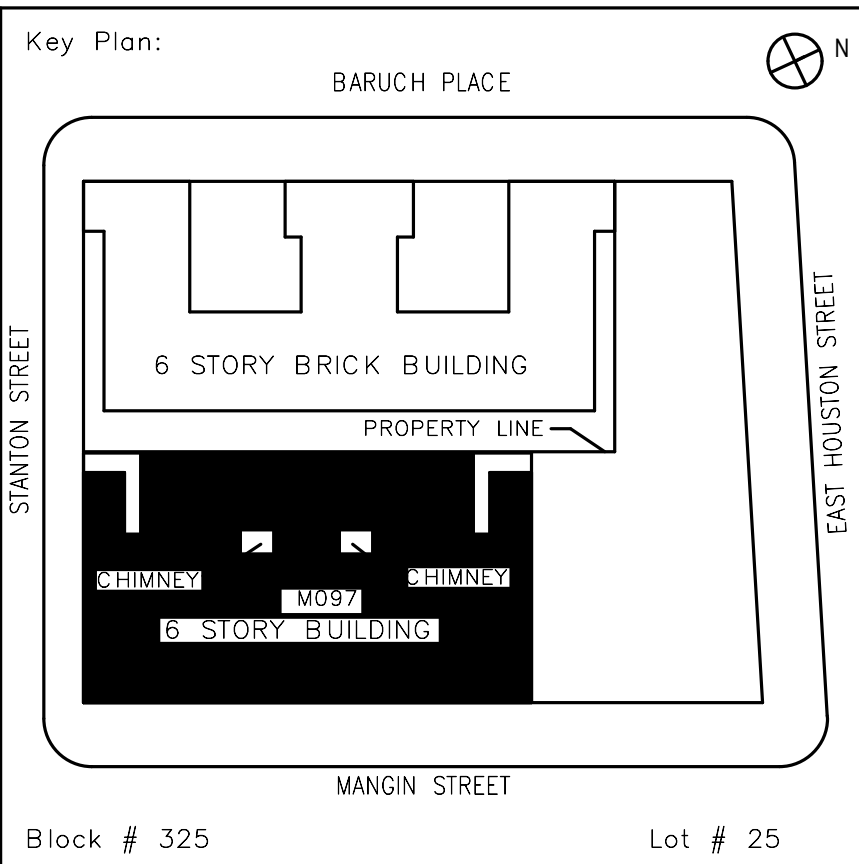 Key Plan:
N
BARUCH PLACE
STANTON STREET
EAST HOUSTON STREET
6 STORY BRICK BUILDING
PROPERTY LINE
CHIMNEY
CHIMNEY
M097
6 STORY BUILDING
MANGIN STREET
Block # 325
Lot # 25